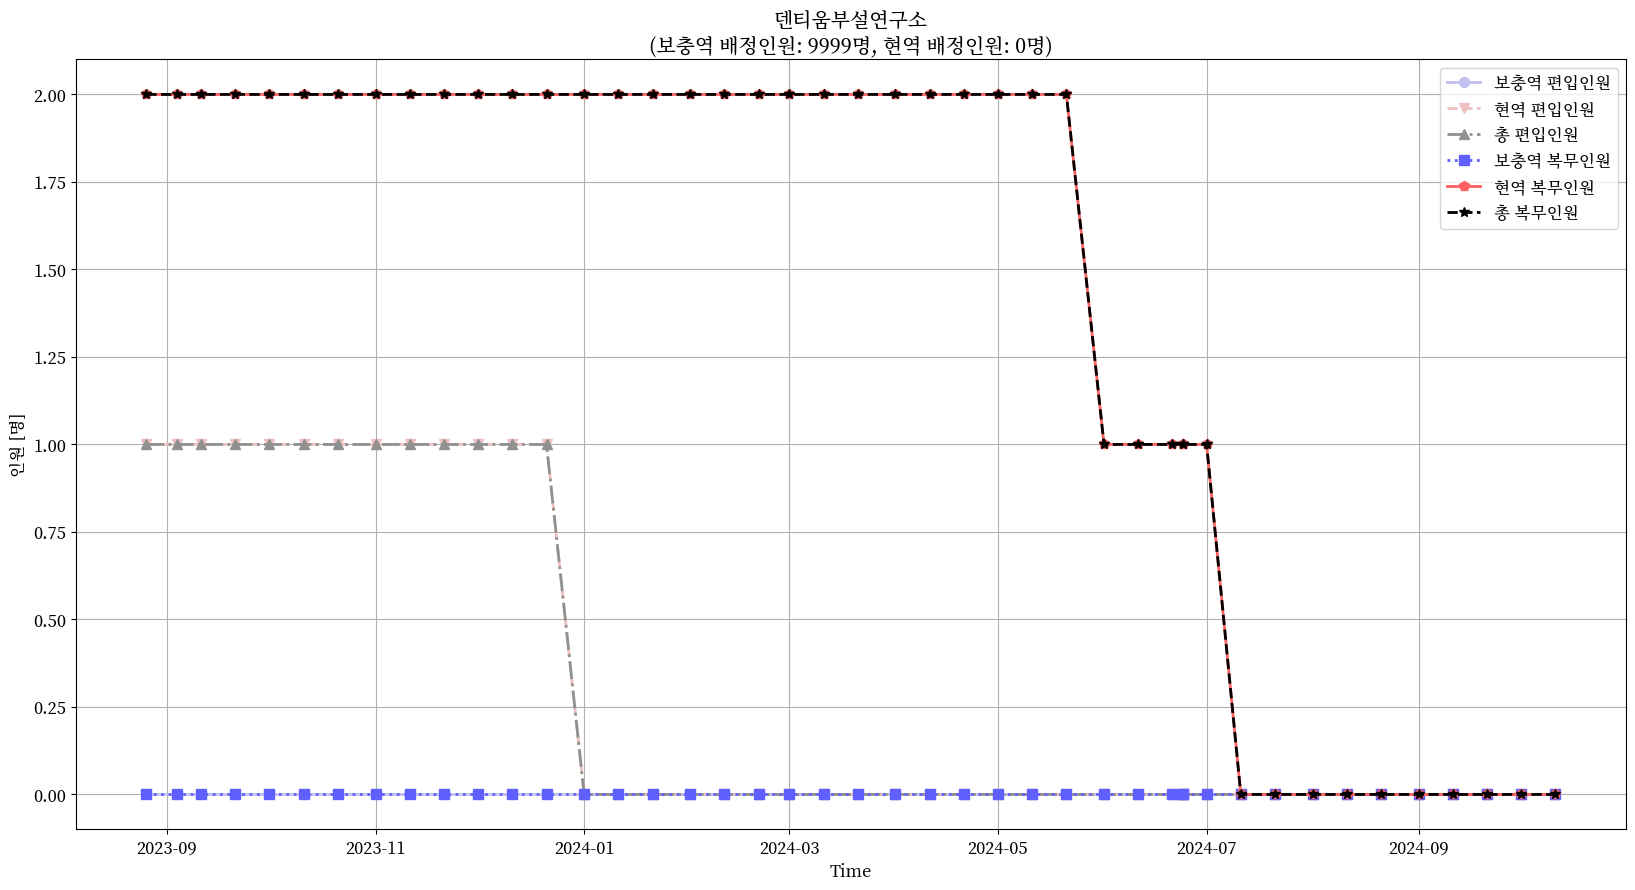 덴티움부설연구소
(보충역 배정인원: 9999명, 현역 배정인원: 0명)
보충역 편입인원
현역 편입인원
총 편입인원
보충역 복무인원
현역 복무인원
총 복무인원
2.00
1.75
1.50
1.25
1.00
0.75
0.50
0.25
0.00
인원 [명]
2023-09
2023-11
2024-01
2024-03
2024-05
2024-07
2024-09
Time